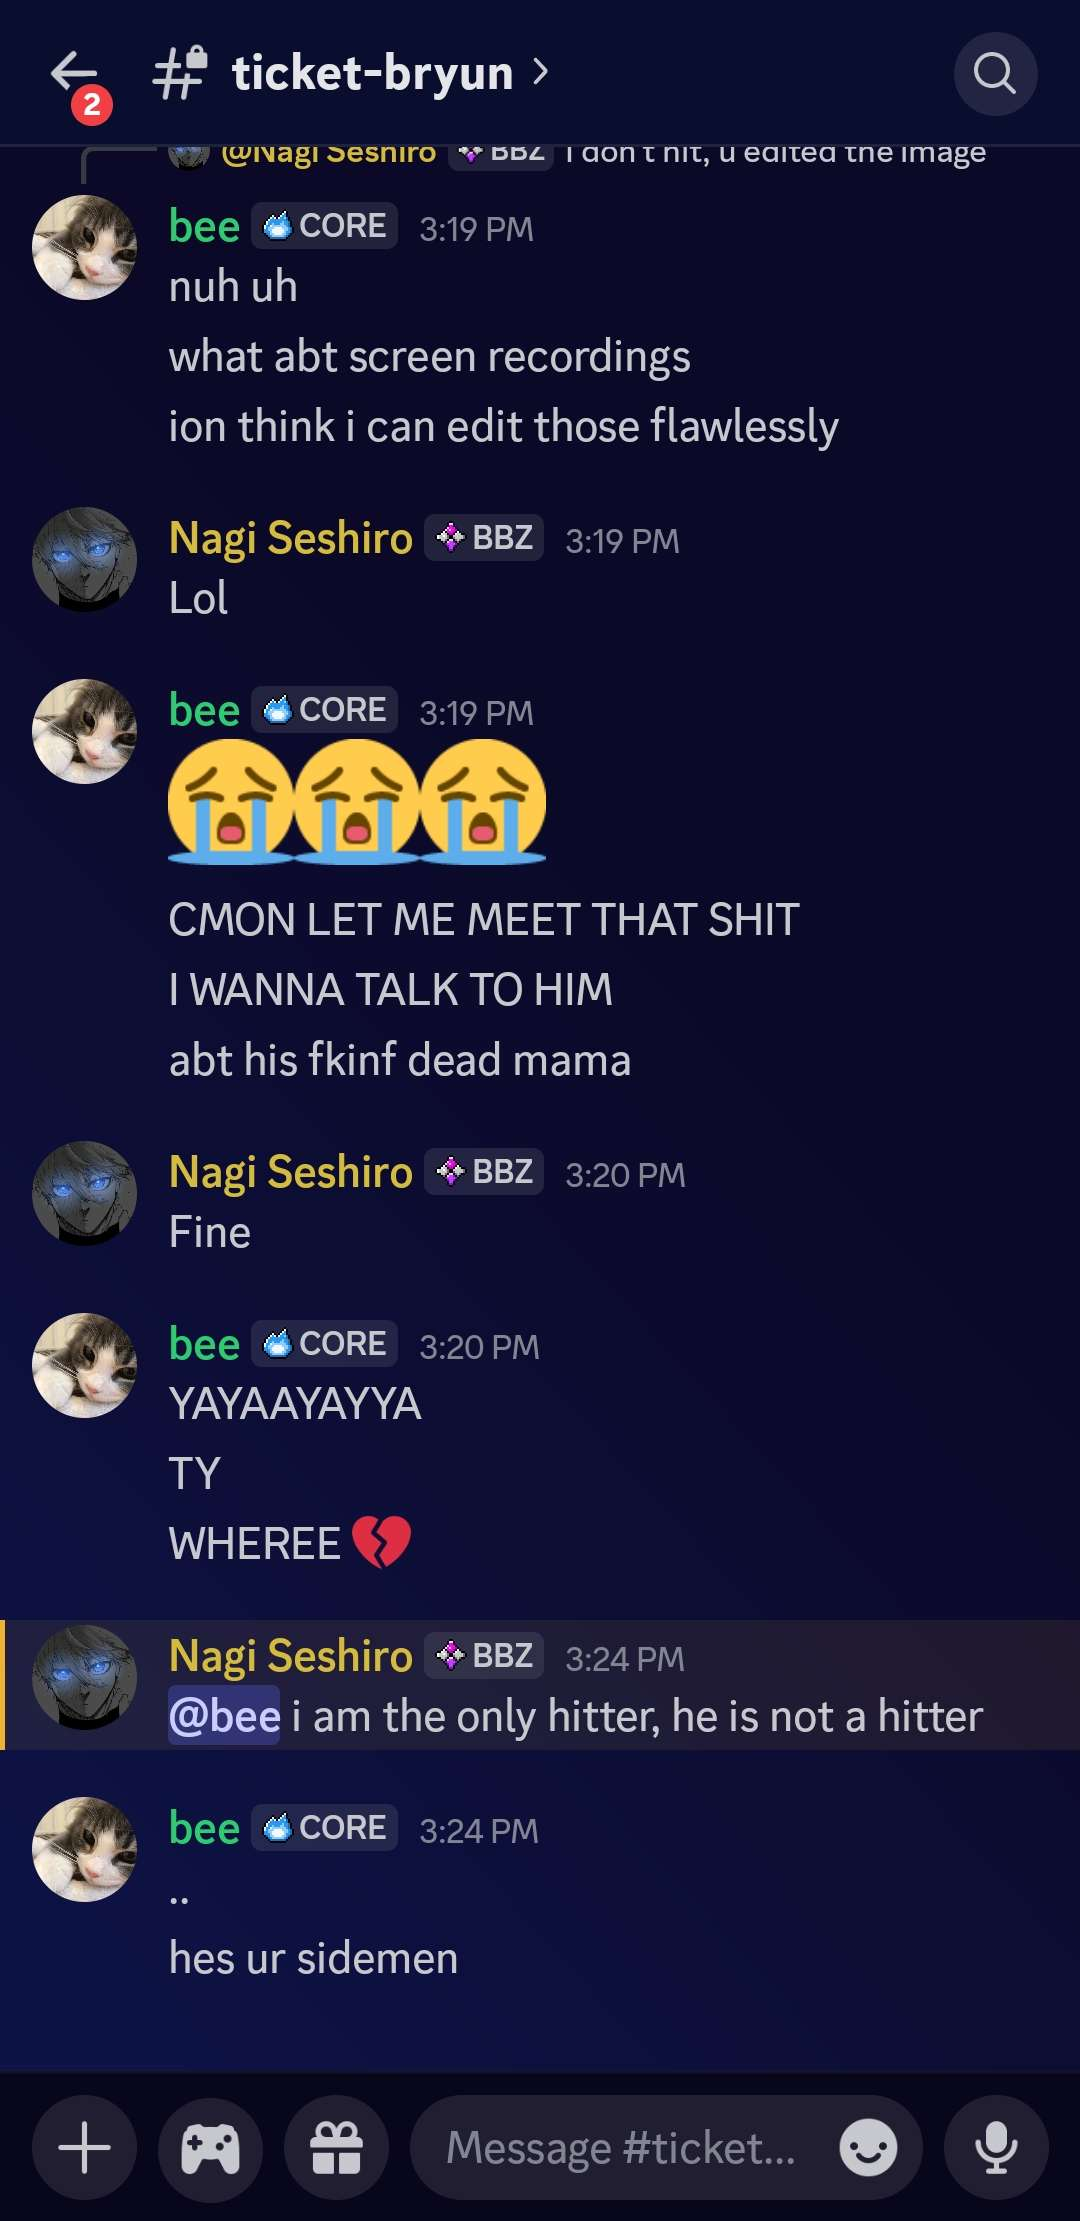 2
ticket-bryun
@Nagi Seshiro BBZ I don't hit, u edited the image
bee CORE 3:19 PM
nuh uh
what abt screen recordings
ion think i can edit those flawlessly
Nagi Seshiro BBZ 3:19 PM
Lol
bee CORE 3:19 PM
😭😭😭
CMON LET ME MEET THAT SHIT
I WANNA TALK TO HIM
abt his fkinf dead mama
Nagi Seshiro BBZ 3:20 PM
Fine
bee CORE 3:20 PM
YAYAAYAYYA
TY
WHEREE 💔
Nagi Seshiro BBZ 3:24 PM
@bee i am the only hitter, he is not a hitter
bee CORE 3:24 PM
..
hes ur sidemen
Message #ticket...